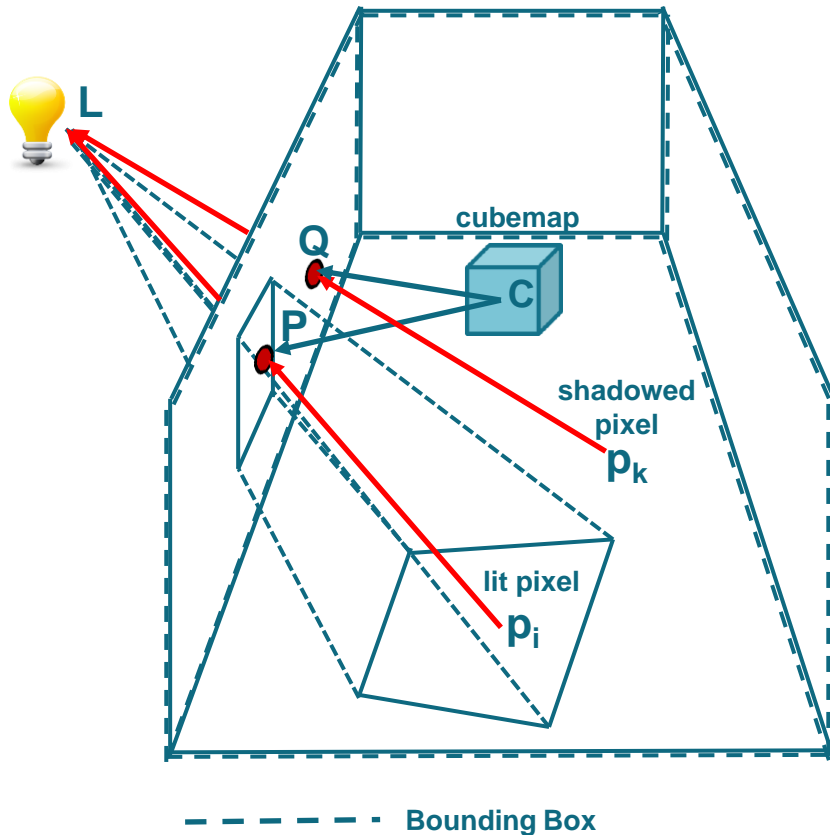 L
cubemap
Q
C
P
shadowed
pixel
pk
lit pixel
pi
Bounding Box